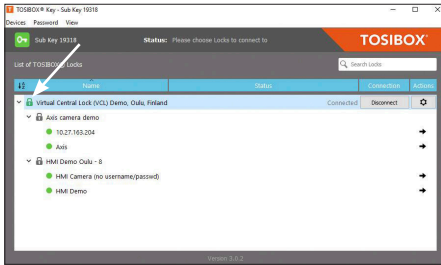 TOSIBOX® Key - Sub Key 19318
Devices Password View
Sub Key 19318 Status: Please choose Locks to connect to TOSIBOX®
List of TOSIBOX® Locks Search Locks
Name Status Connection Actions
Virtual Central Lock (VCL) Demo, Oulu, Finland Connected Disconnect
Axis camera demo
10.27.163.204
Axis
HMI Demo Oulu - 8
HMI Camera (no username/passwd)
HMI Demo
Version 3.0.2